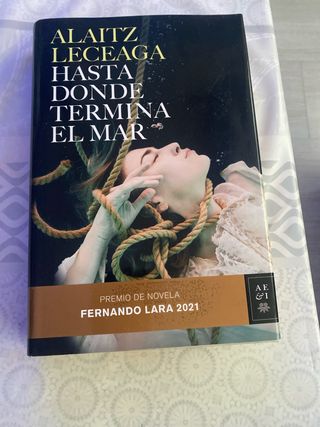 ALAITZ
LECEAGA
HASTA
DONDE
TERMINA
EL MAR
PREMIO DE NOVELA
FERNANDO LARA 2021
AE
&I